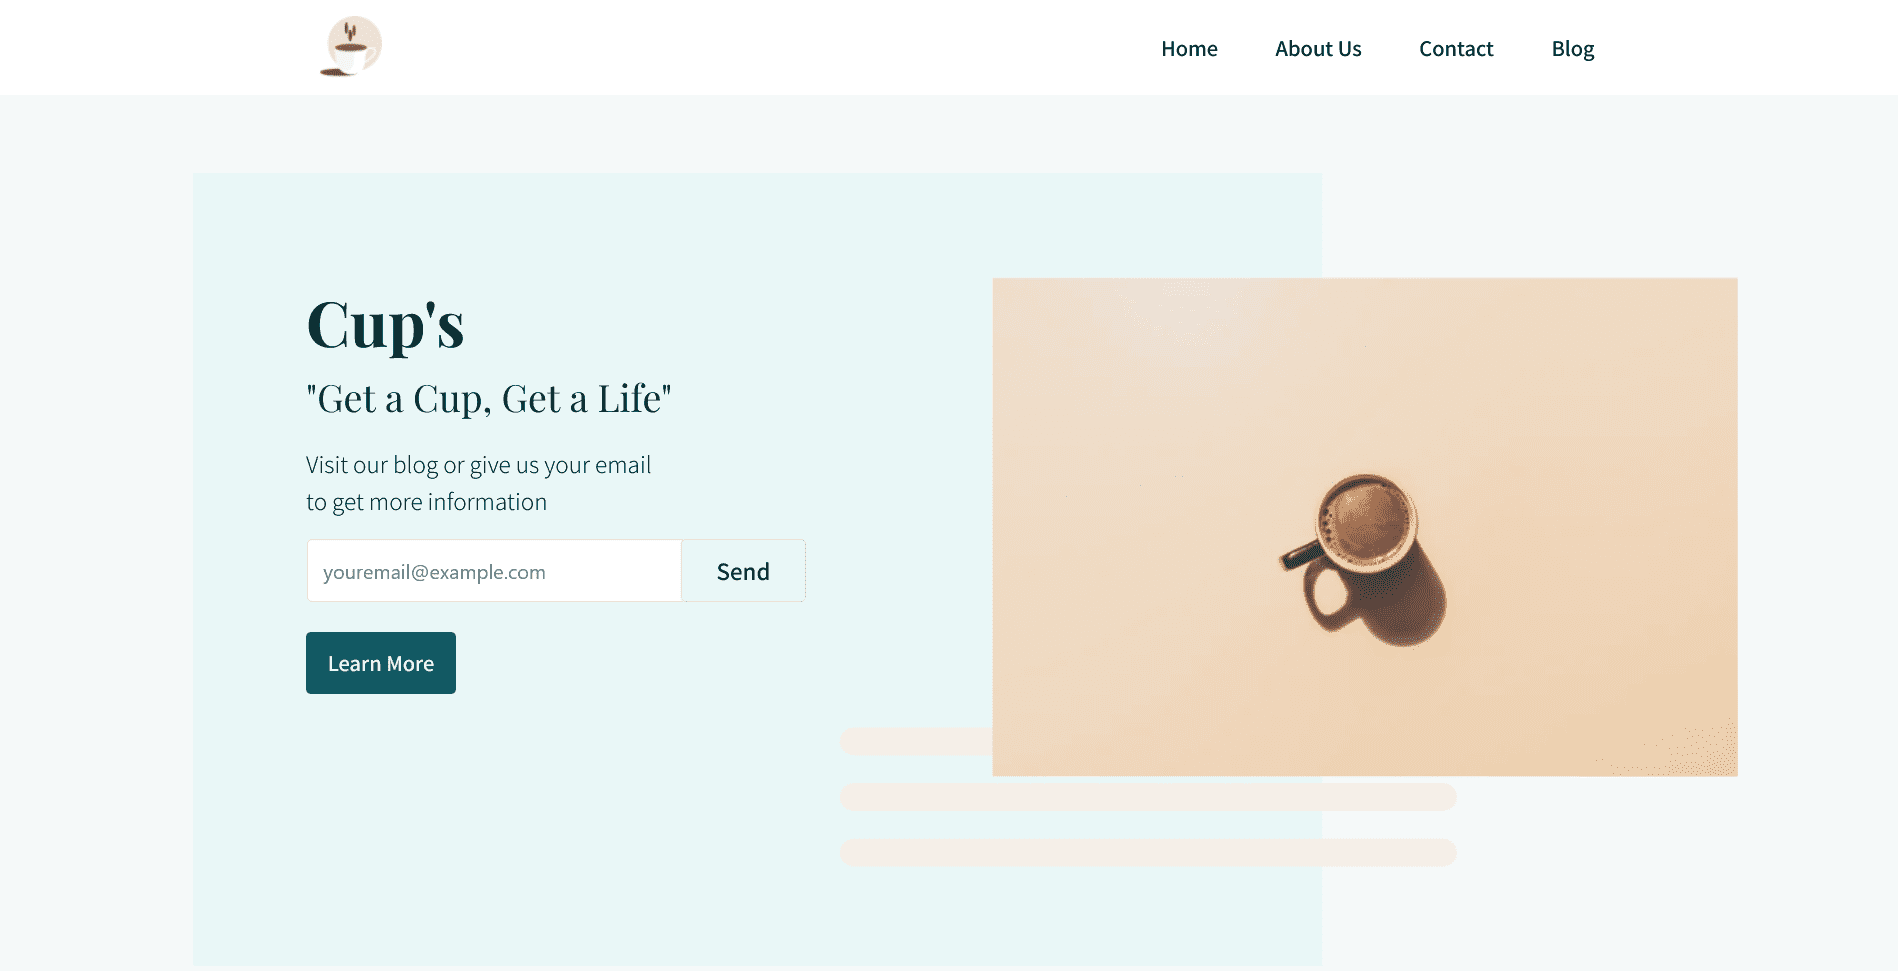 Home About Us Contact Blog
Cup's
"Get a Cup, Get a Life"
Visit our blog or give us your email
to get more information
youremail@example.com Send
Learn More